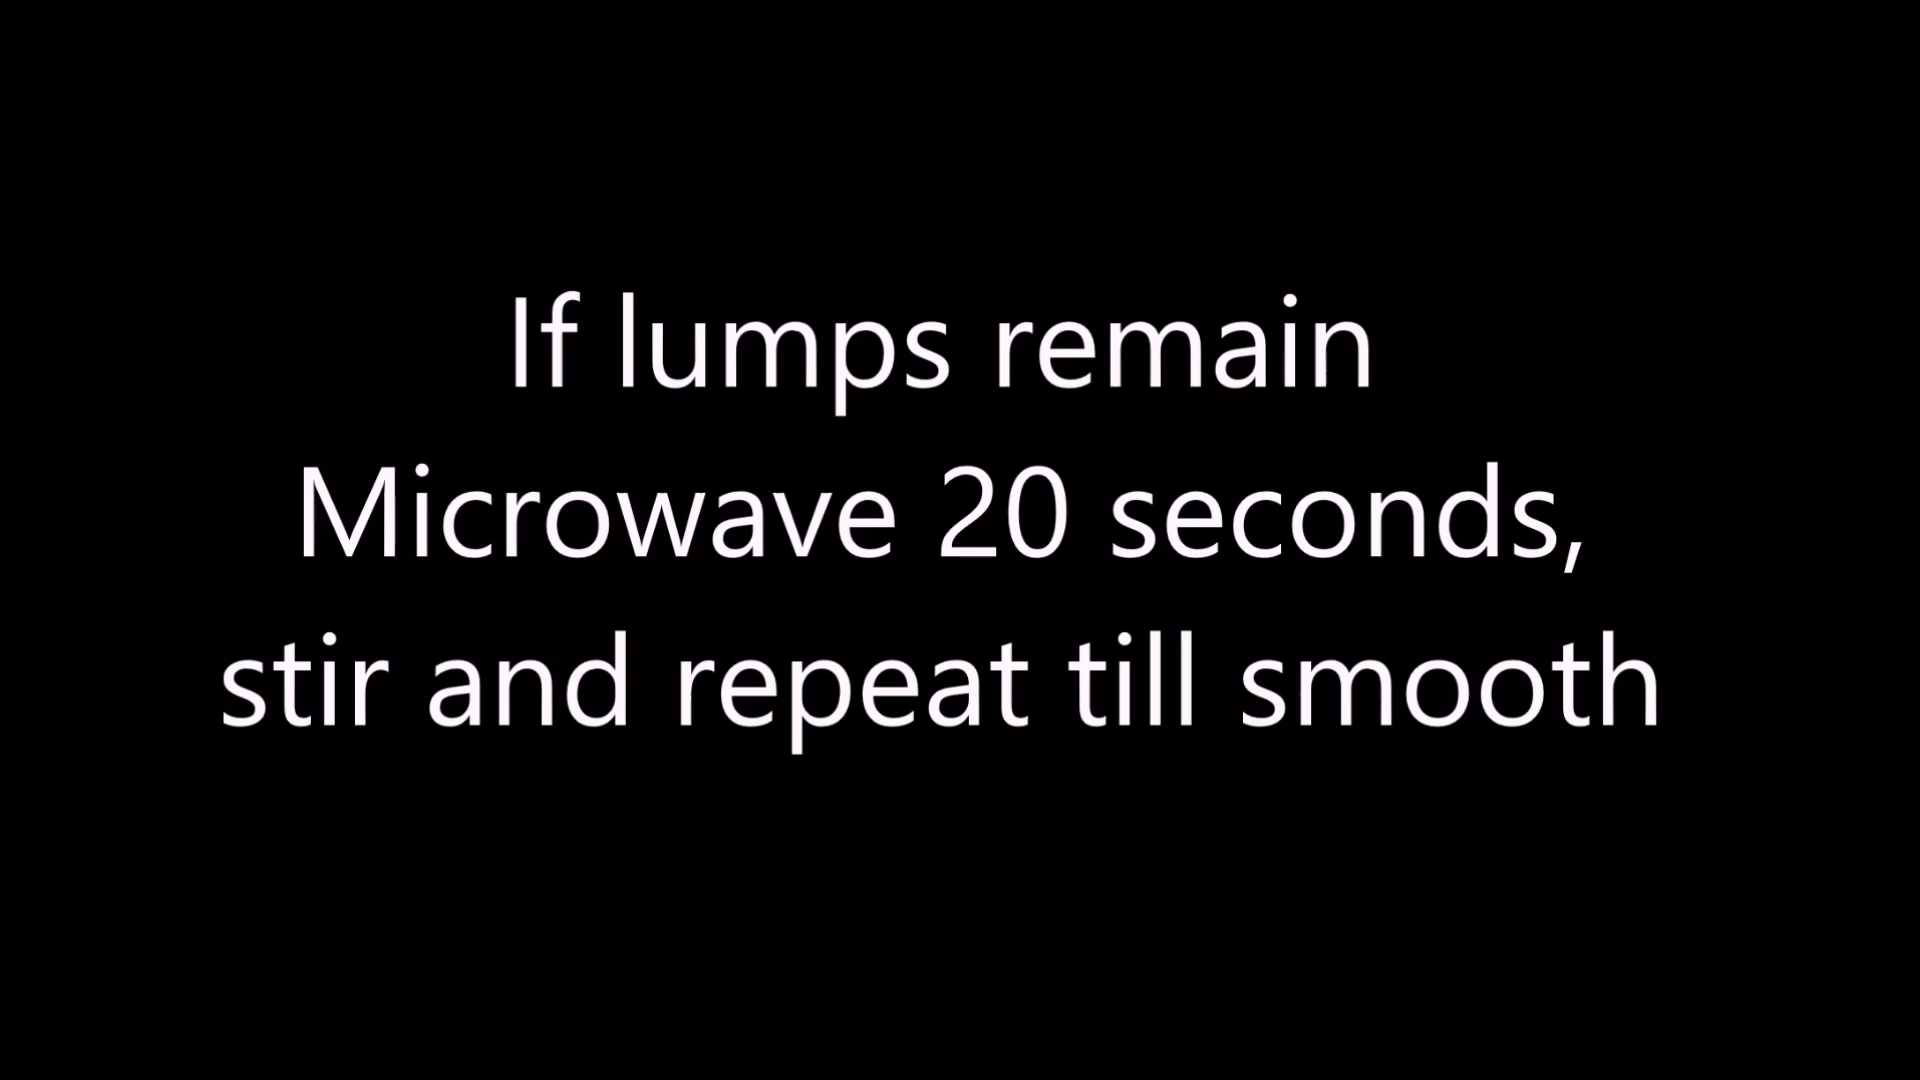 If lumps remain
Microwave 20 seconds,
stir and repeat till smooth